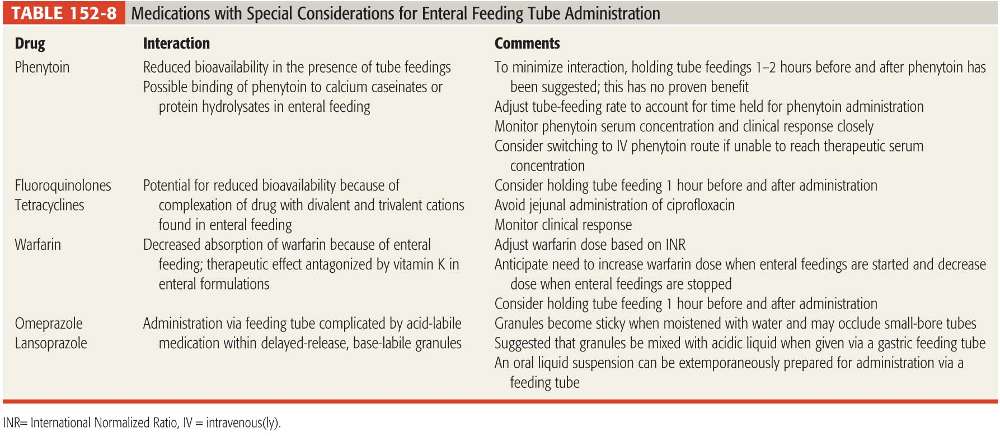 TABLE 152-8 Medications with Special Considerations for Enteral Feeding Tube Administration
Drug Interaction Comments
Phenytoin Reduced bioavailability in the presence of tube feedings To minimize interaction, holding tube feedings 1–2 hours before and after phenytoin has
Possible binding of phenytoin to calcium caseinates or been suggested; this has no proven benefit
protein hydrolysates in enteral feeding Adjust tube-feeding rate to account for time held for phenytoin administration
Monitor phenytoin serum concentration and clinical response closely
Consider switching to IV phenytoin route if unable to reach therapeutic serum
concentration
Fluoroquinolones Potential for reduced bioavailability because of Consider holding tube feeding 1 hour before and after administration
Tetracyclines complexation of drug with divalent and trivalent cations Avoid jejunal administration of ciprofloxacin
found in enteral feeding Monitor clinical response
Warfarin Decreased absorption of warfarin because of enteral Adjust warfarin dose based on INR
feeding; therapeutic effect antagonized by vitamin K in Anticipate need to increase warfarin dose when enteral feedings are started and decrease
enteral formulations dose when enteral feedings are stopped
Consider holding tube feeding 1 hour before and after administration
Omeprazole Administration via feeding tube complicated by acid-labile Granules become sticky when moistened with water and may occlude small-bore tubes
Lansoprazole medication within delayed-release, base-labile granules Suggested that granules be mixed with acidic liquid when given via a gastric feeding tube
An oral liquid suspension can be extemporaneously prepared for administration via a
feeding tube
INR= International Normalized Ratio, IV = intravenous(ly).